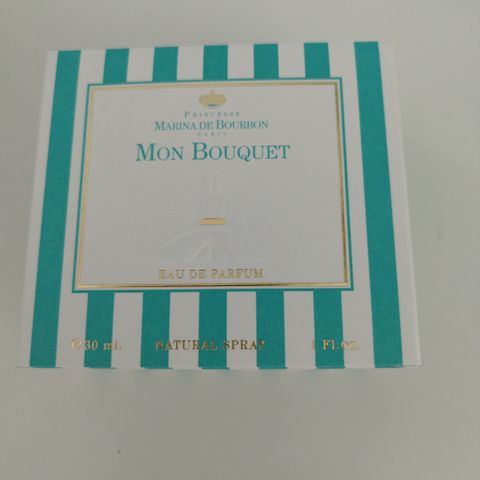 PRINCESSE
MARINA DE BOURBON
PARIS
MON BOUQUET
EAU DE PARFUM
℮ 30 ml. NATURAL SPRAY 1 Fl.oz.